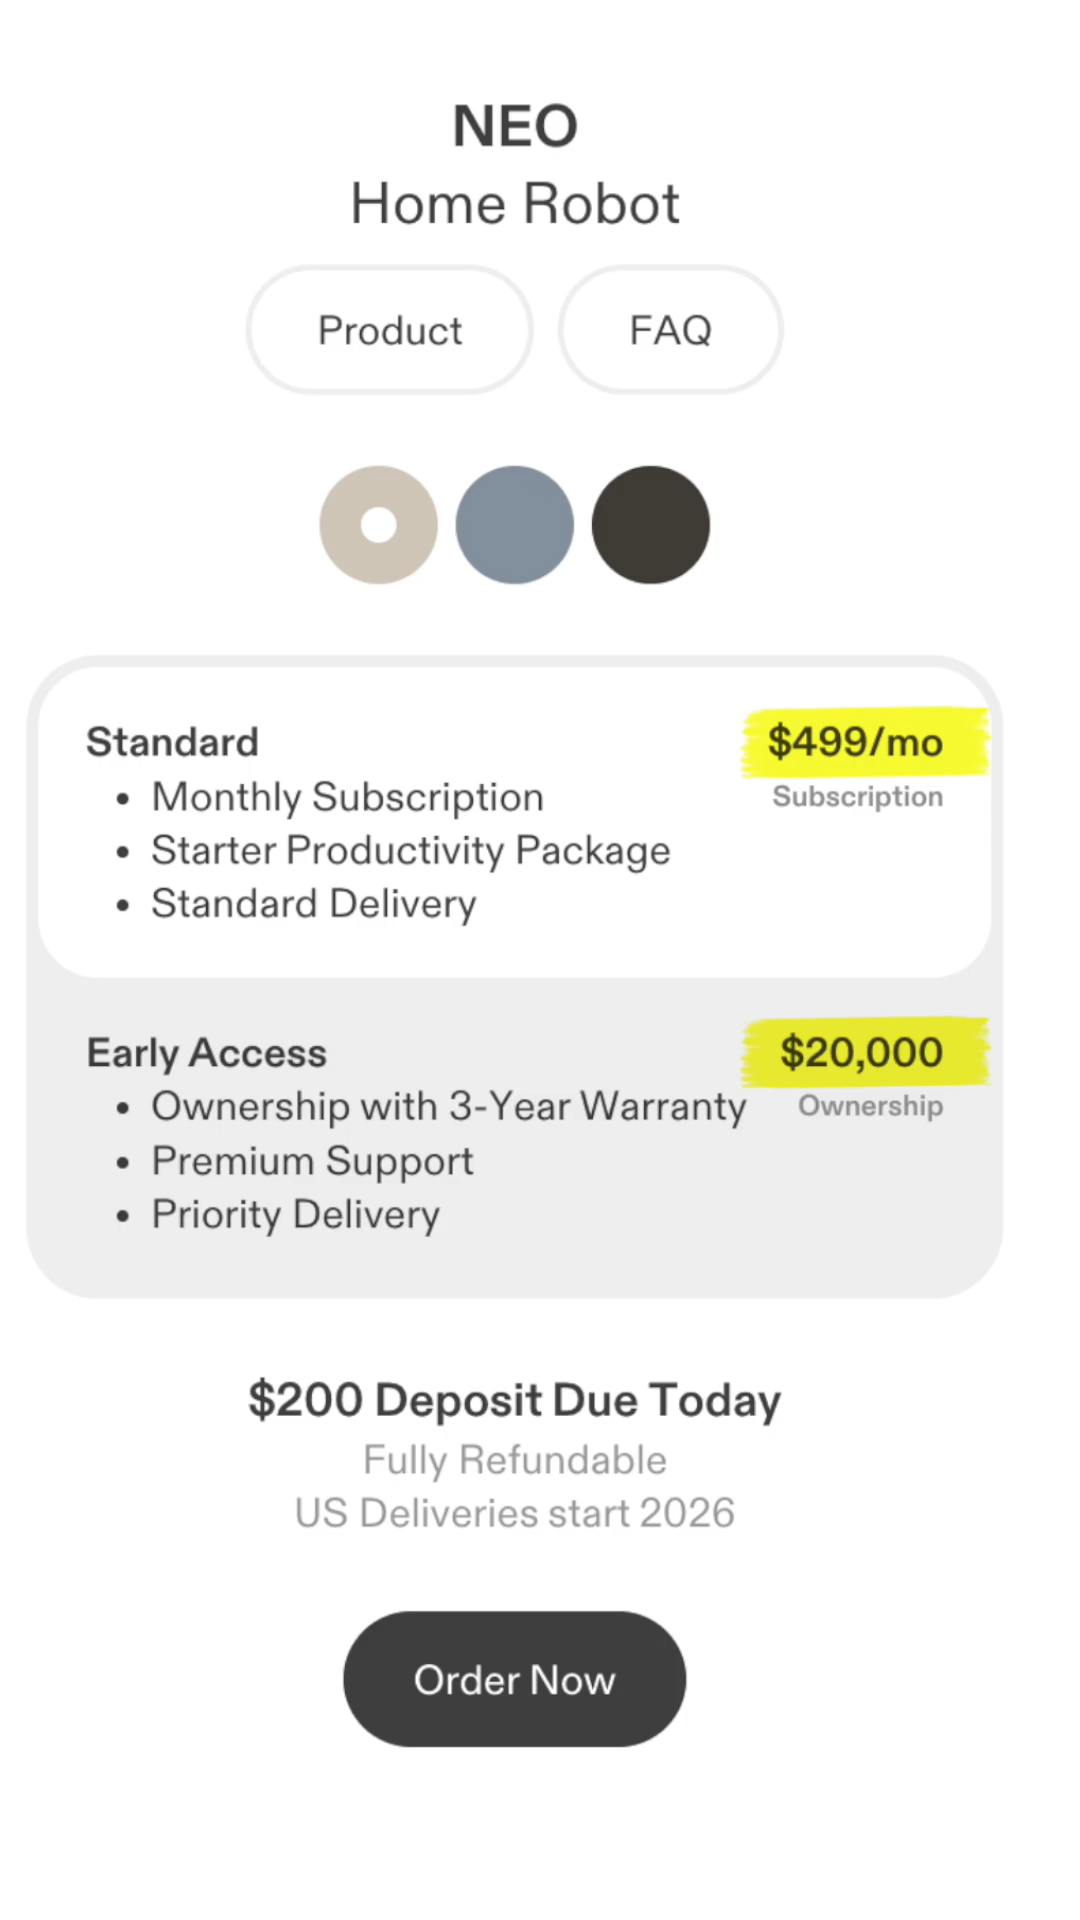 NEO
Home Robot
Product
FAQ
Standard
$499/mo
• Monthly Subscription
Subscription
• Starter Productivity Package
• Standard Delivery
Early Access
$20,000
• Ownership with 3-Year Warranty
Ownership
• Premium Support
• Priority Delivery
$200 Deposit Due Today
Fully Refundable
US Deliveries start 2026
Order Now